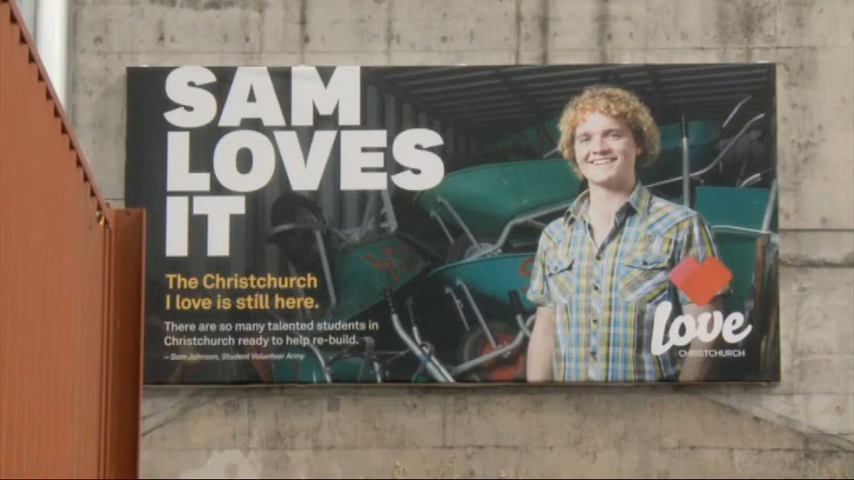 SAM
LOVES
IT
The Christchurch
I love is still here.
There are so many talented students in
Christchurch ready to help re-build.
– Sam Johnson, Student Volunteer Army
love
CHRISTCHURCH